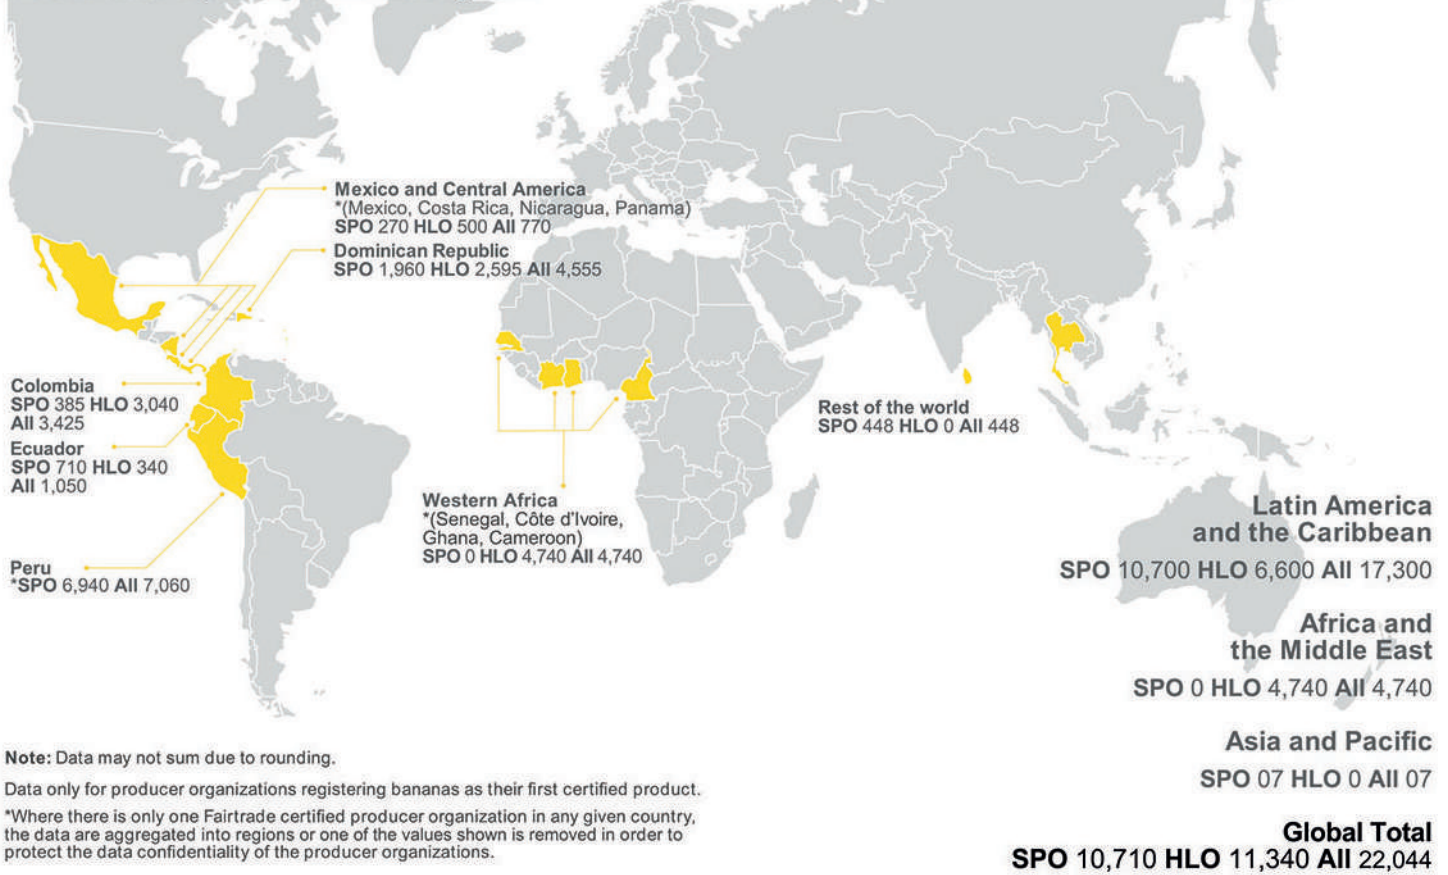 Mexico and Central America
*(Mexico, Costa Rica, Nicaragua, Panama)
SPO 270 HLO 500 All 770
Dominican Republic
SPO 1,960 HLO 2,595 All 4,555
Colombia
SPO 385 HLO 3,040
All 3,425
Ecuador
SPO 710 HLO 340
All 1,050
Peru
*SPO 6,940 All 7,060
Western Africa
*(Senegal, Côte d'Ivoire,
Ghana, Cameroon)
SPO 0 HLO 4,740 All 4,740
Rest of the world
SPO 448 HLO 0 All 448
Latin America
and the Caribbean
SPO 10,700 HLO 6,600 All 17,300
Africa and
the Middle East
SPO 0 HLO 4,740 All 4,740
Asia and Pacific
SPO 07 HLO 0 All 07
Global Total
SPO 10,710 HLO 11,340 All 22,044
Note: Data may not sum due to rounding.
Data only for producer organizations registering bananas as their first certified product.
*Where there is only one Fairtrade certified producer organization in any given country,
the data are aggregated into regions or one of the values shown is removed in order to
protect the data confidentiality of the producer organizations.